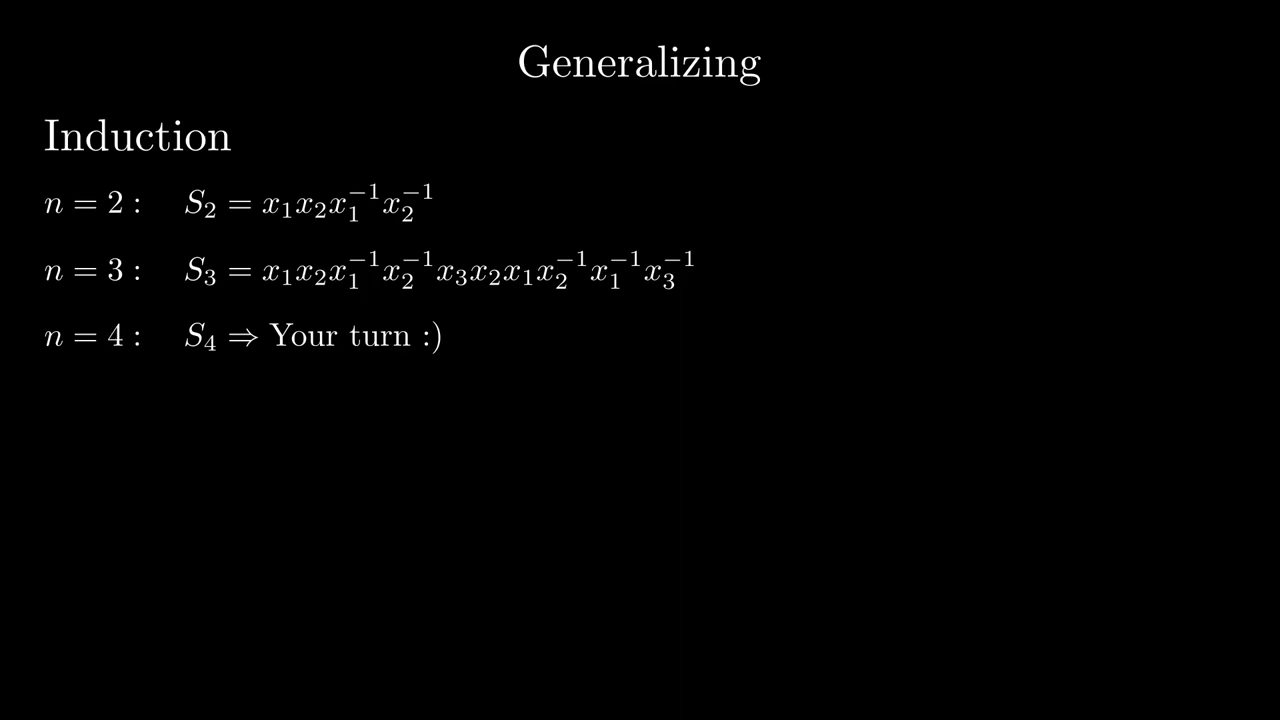 Generalizing
Induction
n = 2 : S₂ = x₁x₂x₁⁻¹x₂⁻¹
n = 3 : S₃ = x₁x₂x₁⁻¹x₂⁻¹x₃x₂x₁x₂⁻¹x₁⁻¹x₃⁻¹
n = 4 : S₄ ⇒ Your turn :)